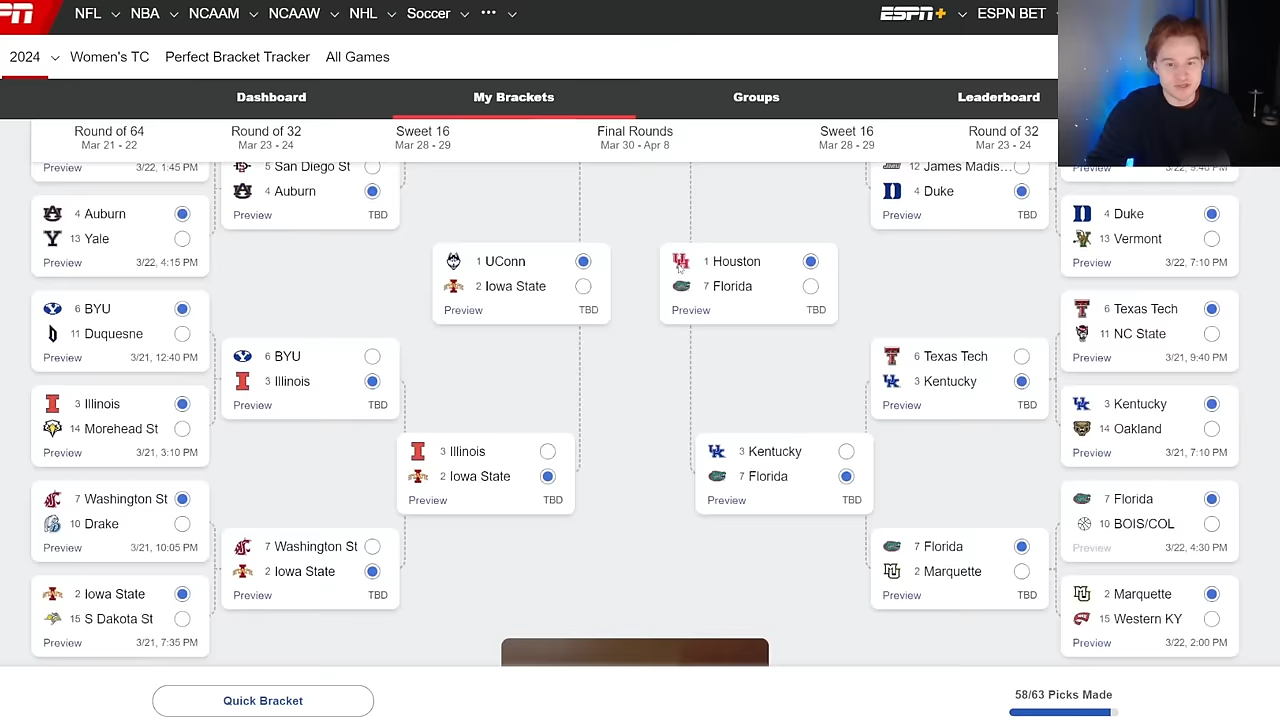 NFL NBA NCAAM NCAAW NHL Soccer ••• ESPN+ ESPN BET
2024 Women's TC Perfect Bracket Tracker All Games
Dashboard My Brackets Groups Leaderboard
Round of 64 Round of 32 Sweet 16 Final Rounds Sweet 16 Round of 32
Mar 21 - 22 Mar 23 - 24 Mar 28 - 29 Mar 30 - Apr 8 Mar 28 - 29 Mar 23 - 24
Preview 3/22, 1:45 PM
4 Auburn
13 Yale
Preview 3/22, 4:15 PM
6 BYU
11 Duquesne
Preview 3/21, 12:40 PM
3 Illinois
14 Morehead St
Preview 3/21, 3:10 PM
7 Washington St
10 Drake
Preview 3/21, 10:05 PM
2 Iowa State
15 S Dakota St
Preview 3/21, 7:35 PM
5 San Diego St
4 Auburn
Preview TBD
6 BYU
3 Illinois
Preview TBD
7 Washington St
2 Iowa State
Preview TBD
1 UConn
2 Iowa State
Preview TBD
3 Illinois
2 Iowa State
Preview TBD
1 Houston
7 Florida
Preview TBD
3 Kentucky
7 Florida
Preview TBD
12 James Madis...
4 Duke
Preview TBD
6 Texas Tech
3 Kentucky
Preview TBD
7 Florida
2 Marquette
Preview TBD
Preview 3/22, 9:40 PM
4 Duke
13 Vermont
Preview 3/22, 7:10 PM
6 Texas Tech
11 NC State
Preview 3/21, 9:40 PM
3 Kentucky
14 Oakland
Preview 3/21, 7:10 PM
7 Florida
10 BOIS/COL
Preview 3/22, 4:30 PM
2 Marquette
15 Western KY
Preview 3/22, 2:00 PM
Quick Bracket
58/63 Picks Made